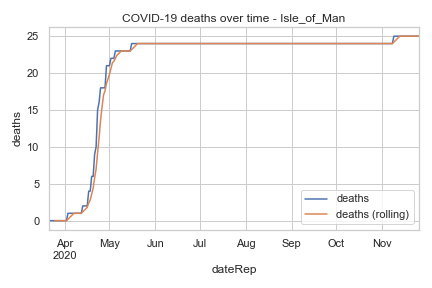 COVID-19 deaths over time - Isle_of_Man
deaths
25
20
15
10
5
0
Apr
2020
May
Jun
Jul
Aug
Sep
Oct
Nov
dateRep
deaths
deaths (rolling)